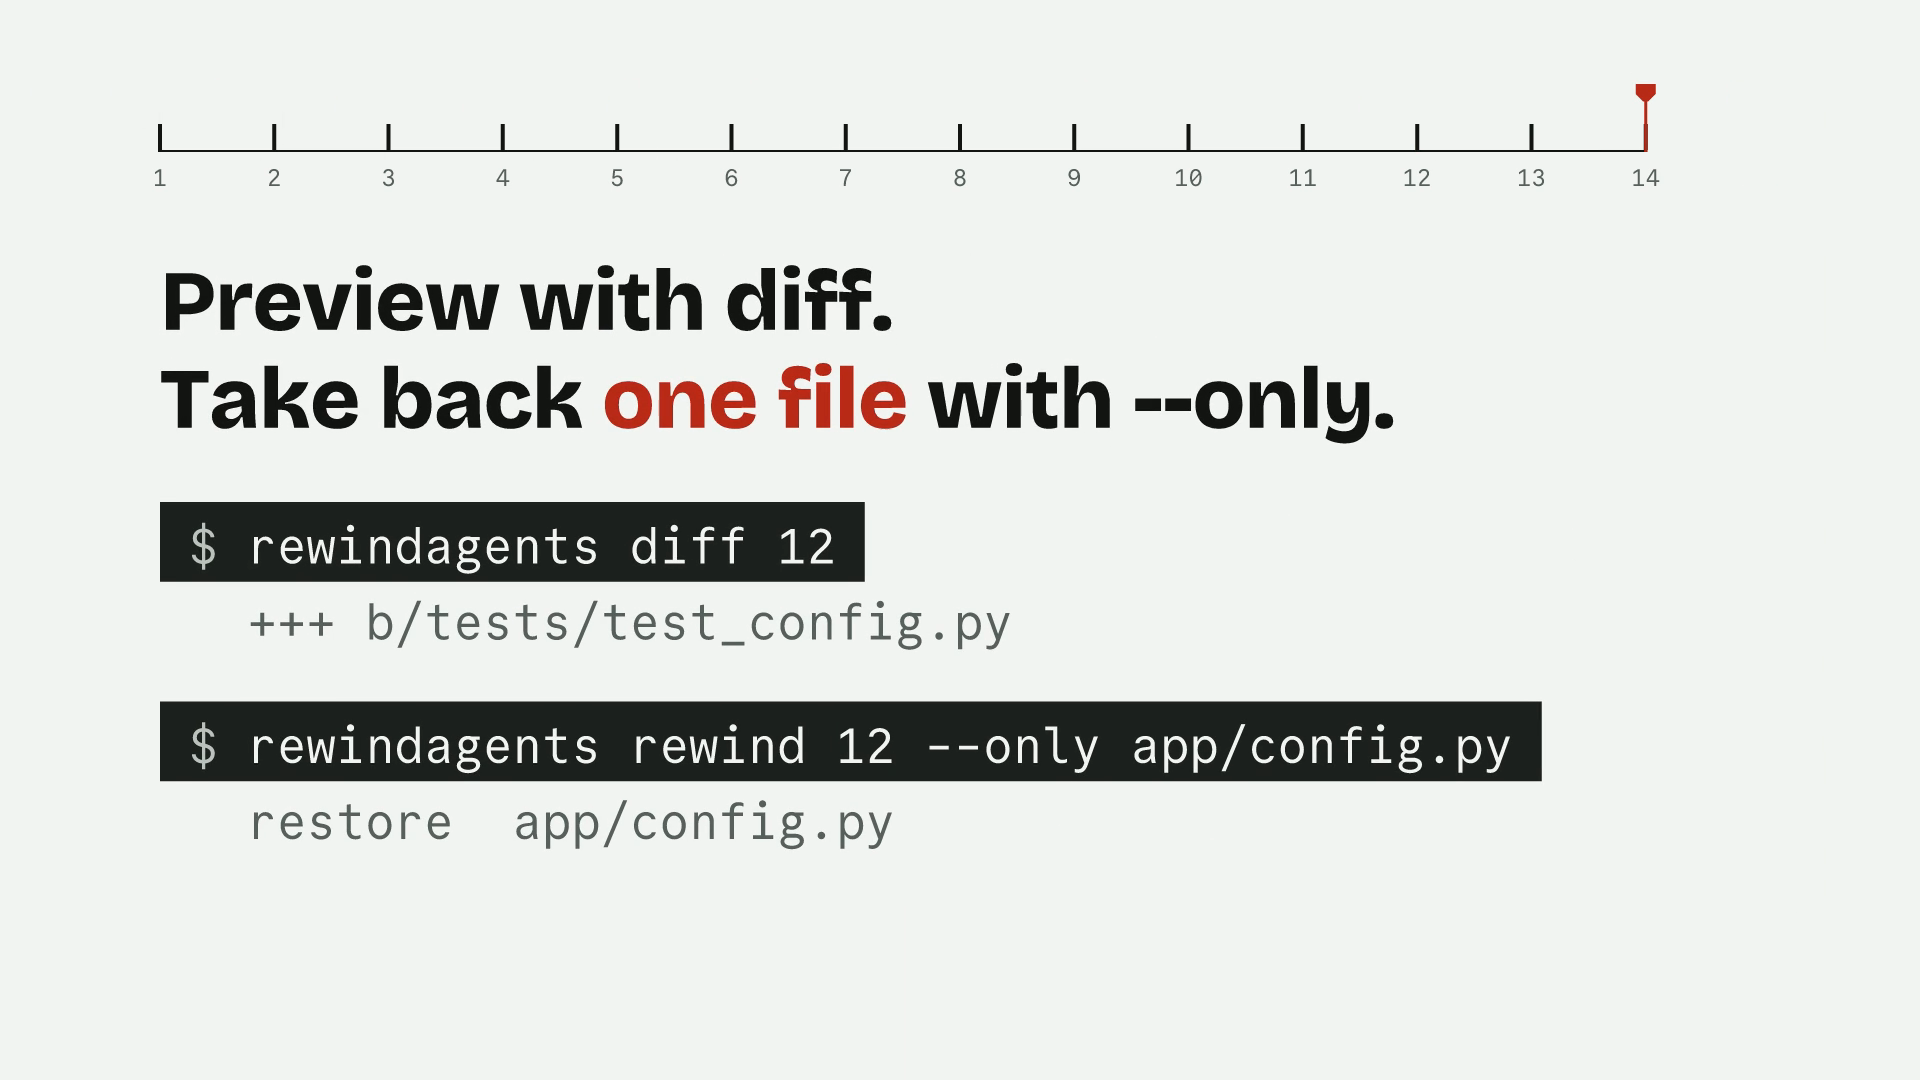 1 2 3 4 5 6 7 8 9 10 11 12 13 14
Preview with diff.
Take back one file with --only.
$ rewindagents diff 12
+++ b/tests/test_config.py
$ rewindagents rewind 12 --only app/config.py
restore  app/config.py